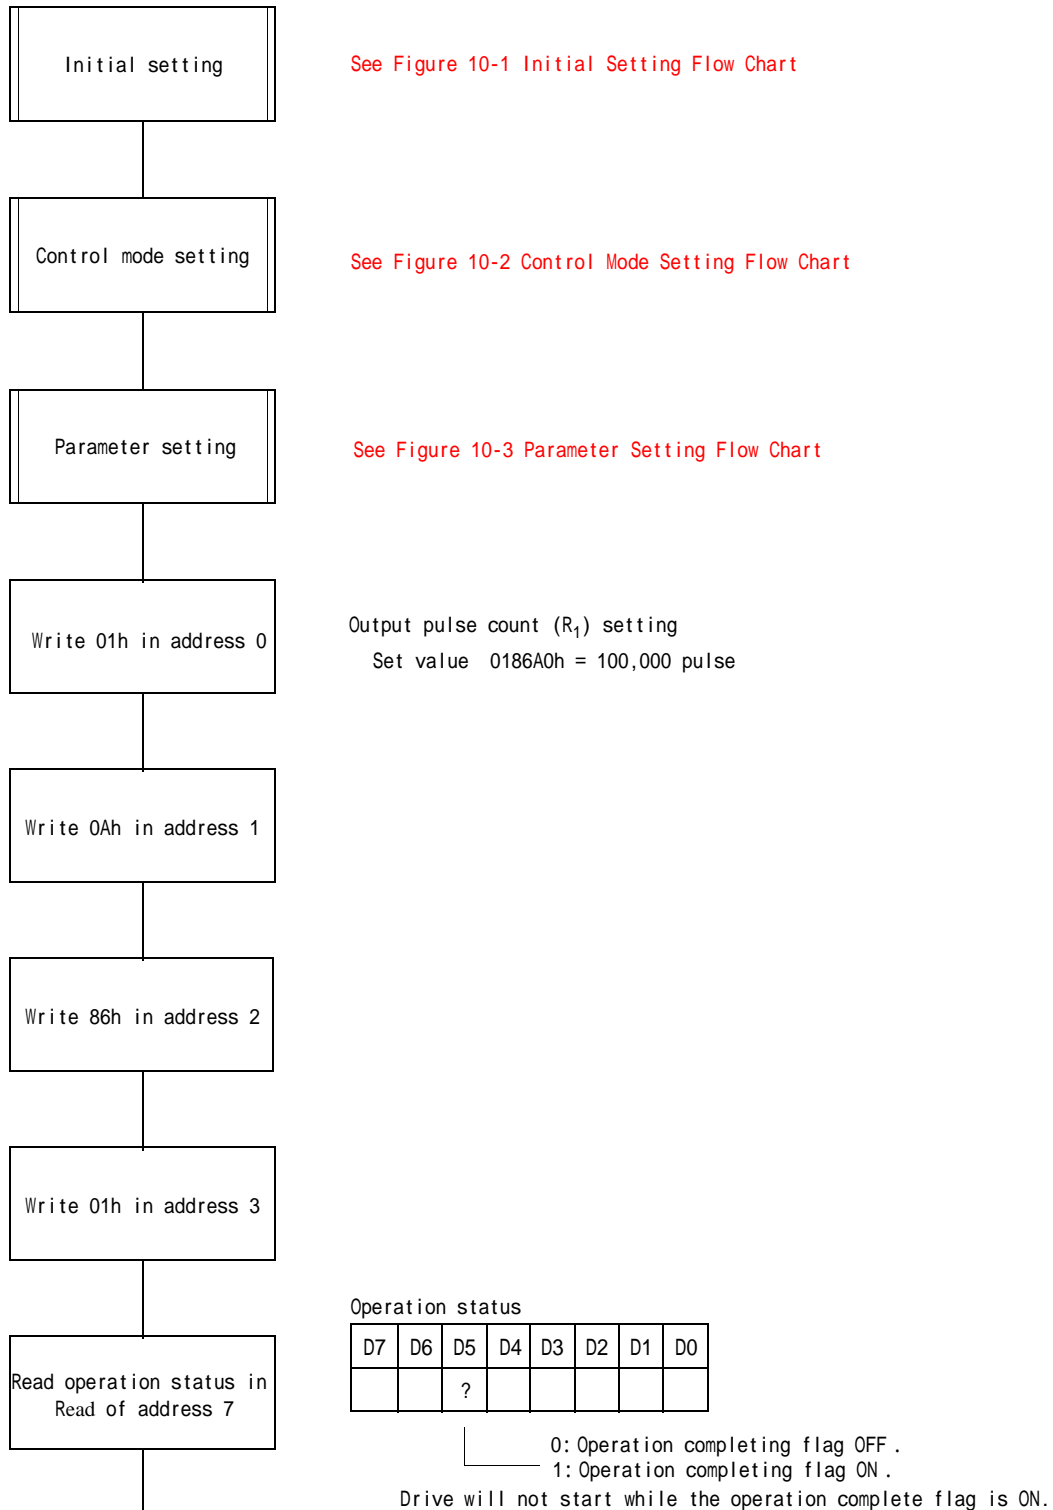 Initial setting
See Figure 10-1 Initial Setting Flow Chart
Control mode setting
See Figure 10-2 Control Mode Setting Flow Chart
Parameter setting
See Figure 10-3 Parameter Setting Flow Chart
Write 01h in address 0
Output pulse count (R1) setting
Set value 0186A0h = 100,000 pulse
Write 0Ah in address 1
Write 86h in address 2
Write 01h in address 3
Read operation status in
Read of address 7
Operation status
D7 D6 D5 D4 D3 D2 D1 D0
?
0: Operation completing flag OFF.
1: Operation completing flag ON.
Drive will not start while the operation complete flag is ON.